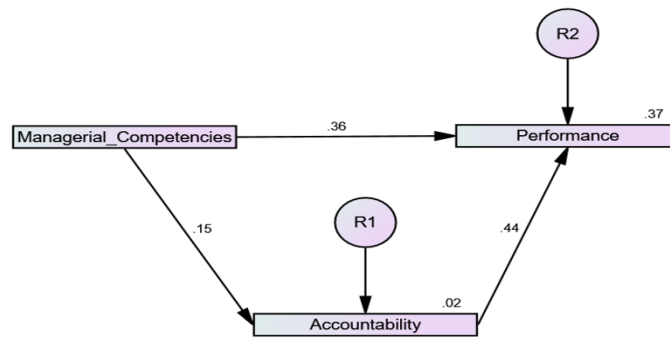 R2
.37
Managerial_Competencies
.36
Performance
.15
R1
.44
.02
Accountability